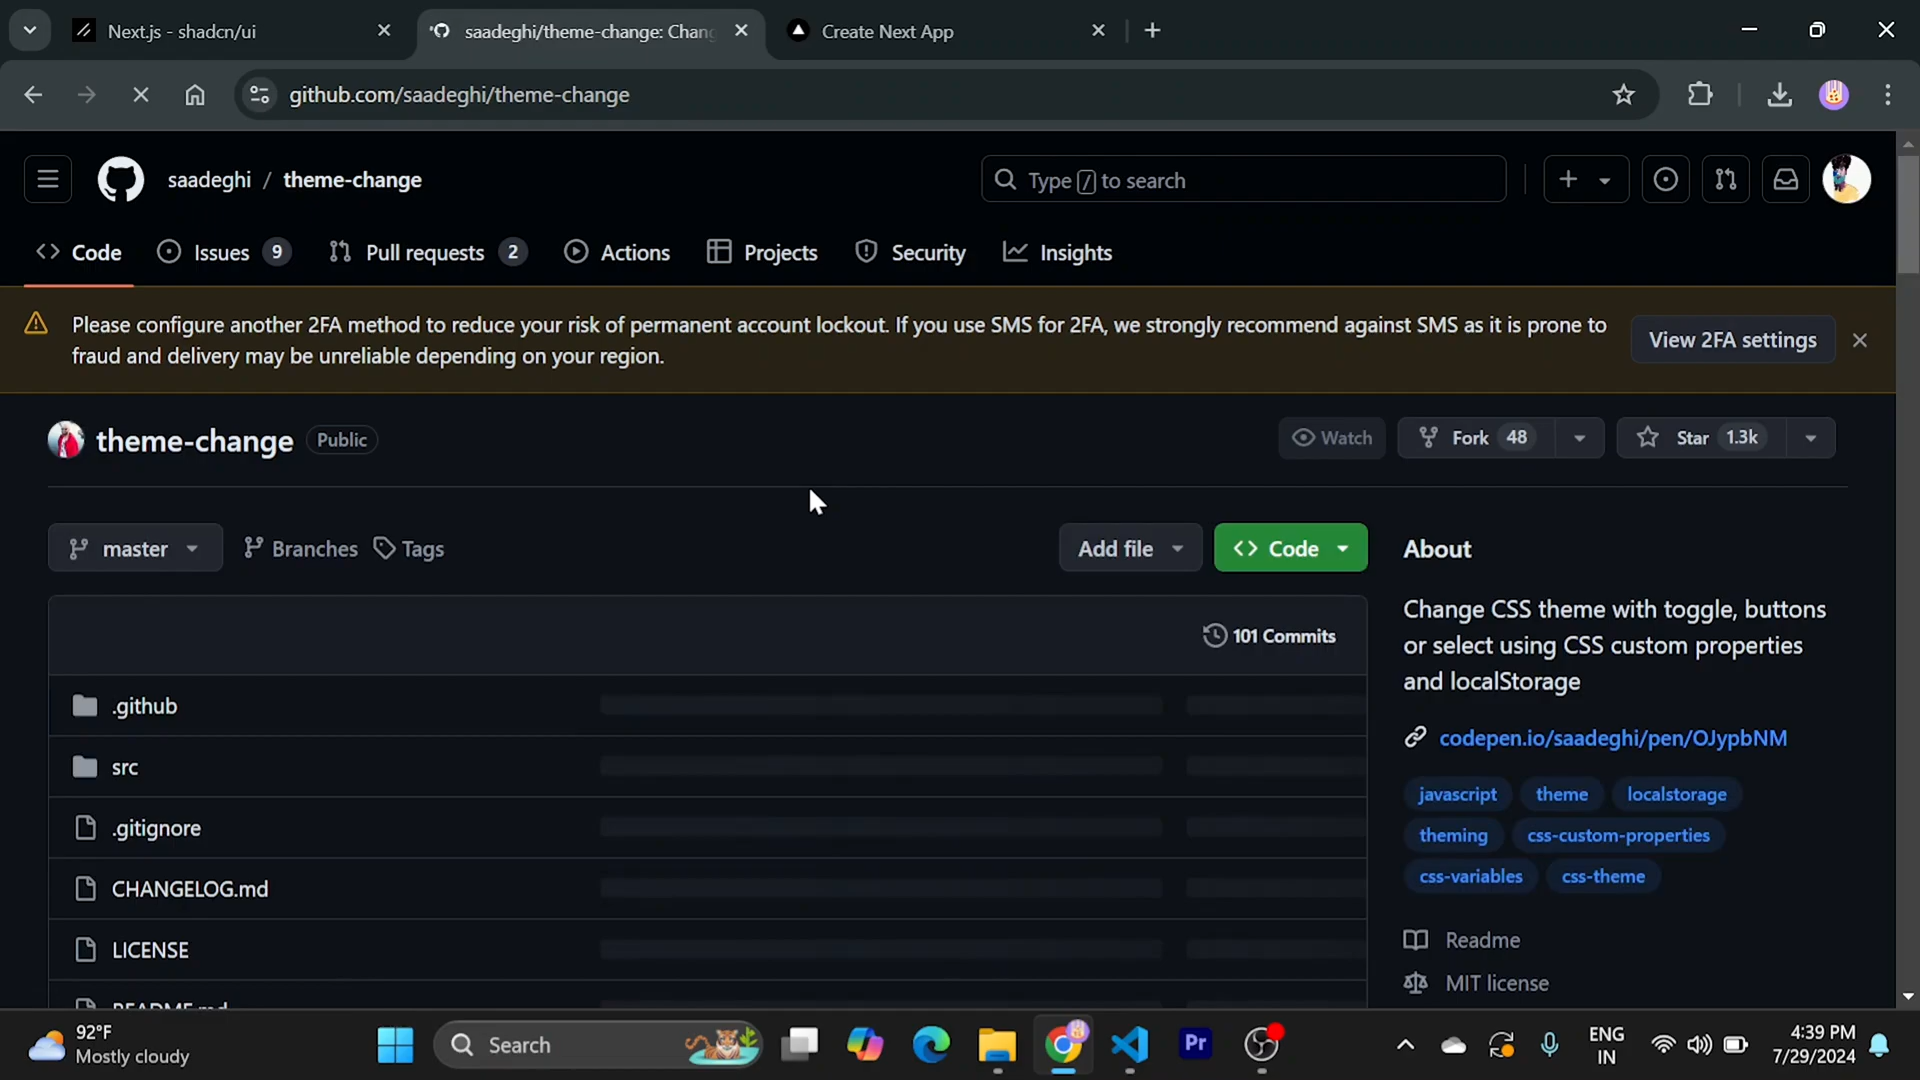 Next.js - shadcn/ui
saadeghi/theme-change: Chang
Create Next App
github.com/saadeghi/theme-change
saadeghi / theme-change
Type / to search
Code
Issues 9
Pull requests 2
Actions
Projects
Security
Insights
Please configure another 2FA method to reduce your risk of permanent account lockout. If you use SMS for 2FA, we strongly recommend against SMS as it is prone to
fraud and delivery may be unreliable depending on your region.
View 2FA settings
theme-change Public
Watch
Fork 48
Star 1.3k
master
Branches
Tags
Add file
Code
About
Change CSS theme with toggle, buttons
or select using CSS custom properties
and localStorage
101 Commits
.github
codepen.io/saadeghi/pen/OJypbNM
src
javascript theme localstorage
.gitignore
theming css-custom-properties
CHANGELOG.md
css-variables css-theme
LICENSE
Readme
README.md
MIT license
92°F
Mostly cloudy
Search
Pr
ENG
IN
4:39 PM
7/29/2024